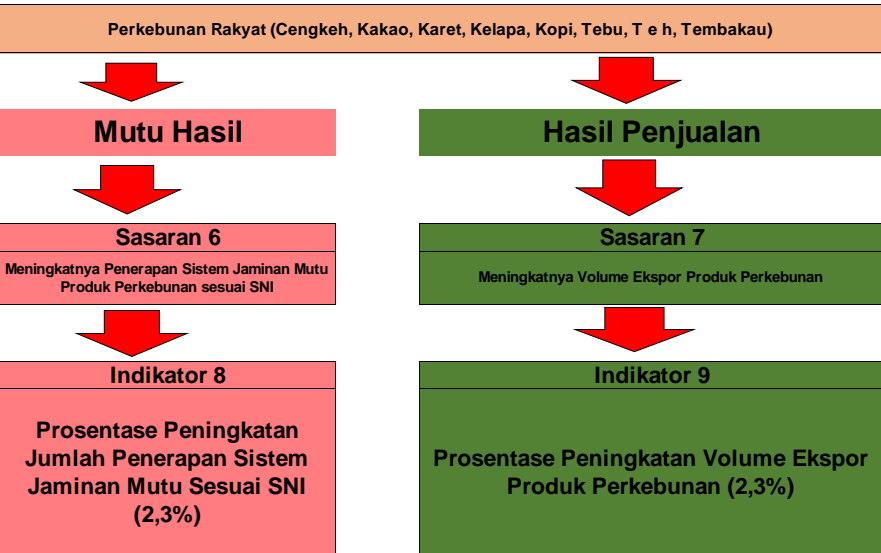 Perkebunan Rakyat (Cengkeh, Kakao, Karet, Kelapa, Kopi, Tebu, T e h, Tembakau)
Mutu Hasil
Hasil Penjualan
Sasaran 6
Meningkatnya Penerapan Sistem Jaminan Mutu
Produk Perkebunan sesuai SNI
Sasaran 7
Meningkatnya Volume Ekspor Produk Perkebunan
Indikator 8
Prosentase Peningkatan
Jumlah Penerapan Sistem
Jaminan Mutu Sesuai SNI
(2,3%)
Indikator 9
Prosentase Peningkatan Volume Ekspor
Produk Perkebunan (2,3%)